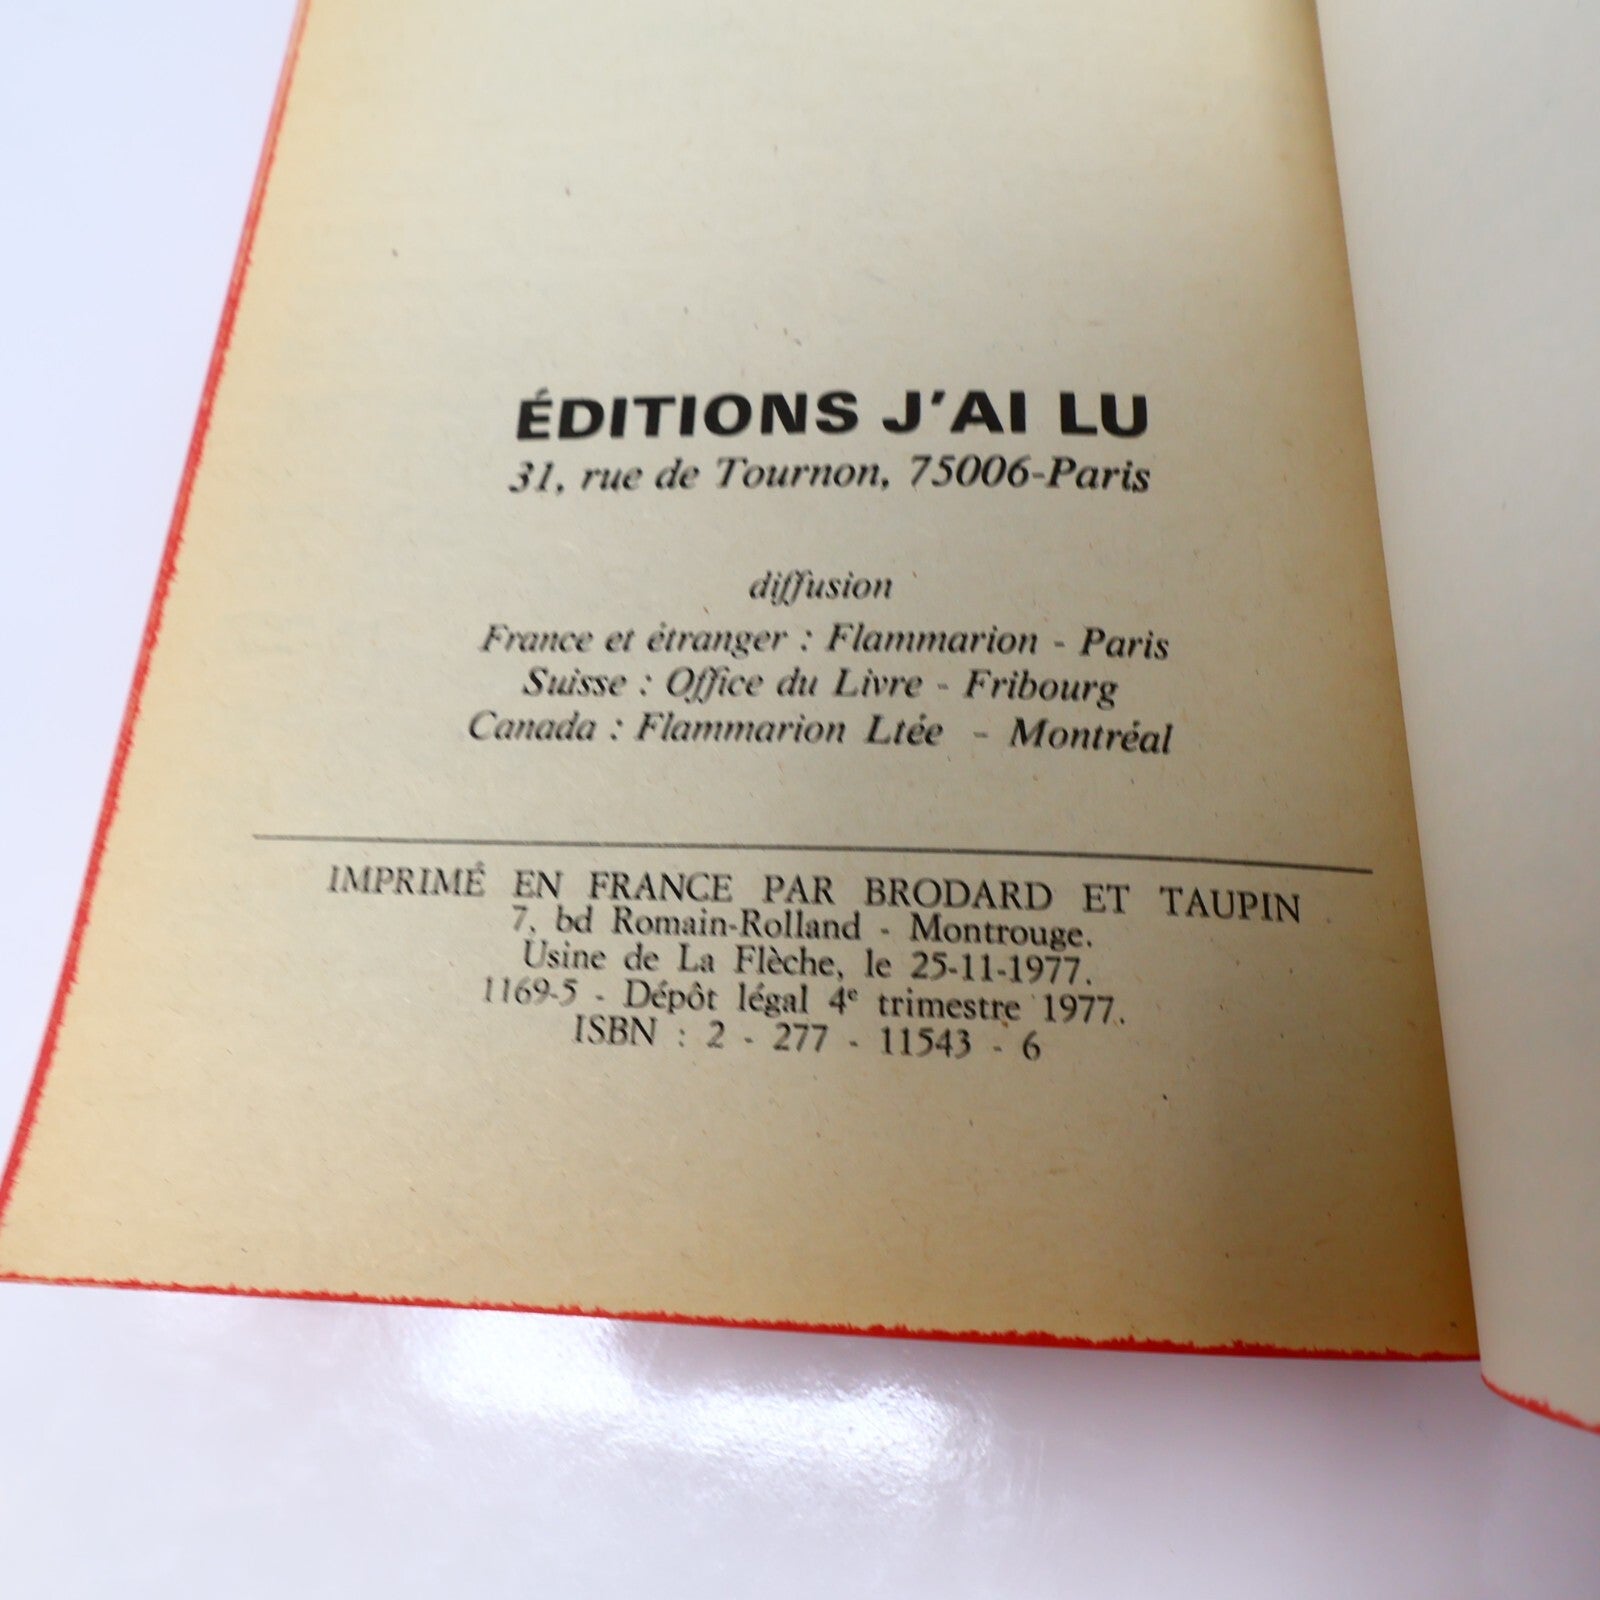 ÉDITIONS J'AI LU
31, rue de Tournon, 75006-Paris
diffusion
France et étranger : Flammarion - Paris
Suisse : Office du Livre - Fribourg
Canada : Flammarion Ltée - Montréal
IMPRIMÉ EN FRANCE PAR BRODARD ET TAUPIN
7, bd Romain-Rolland - Montrouge.
Usine de La Flèche, le 25-11-1977.
1169-5 - Dépôt légal 4e trimestre 1977.
ISBN : 2 - 277 - 11543 - 6